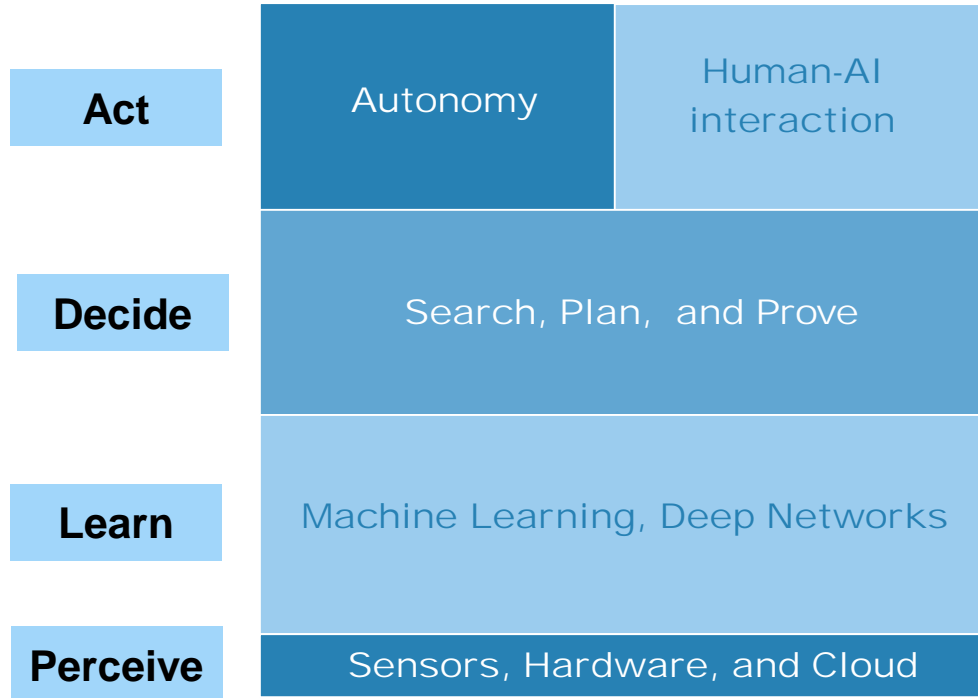 Act
Autonomy
Human-AI
interaction
Decide
Search, Plan, and Prove
Learn
Machine Learning, Deep Networks
Perceive
Sensors, Hardware, and Cloud